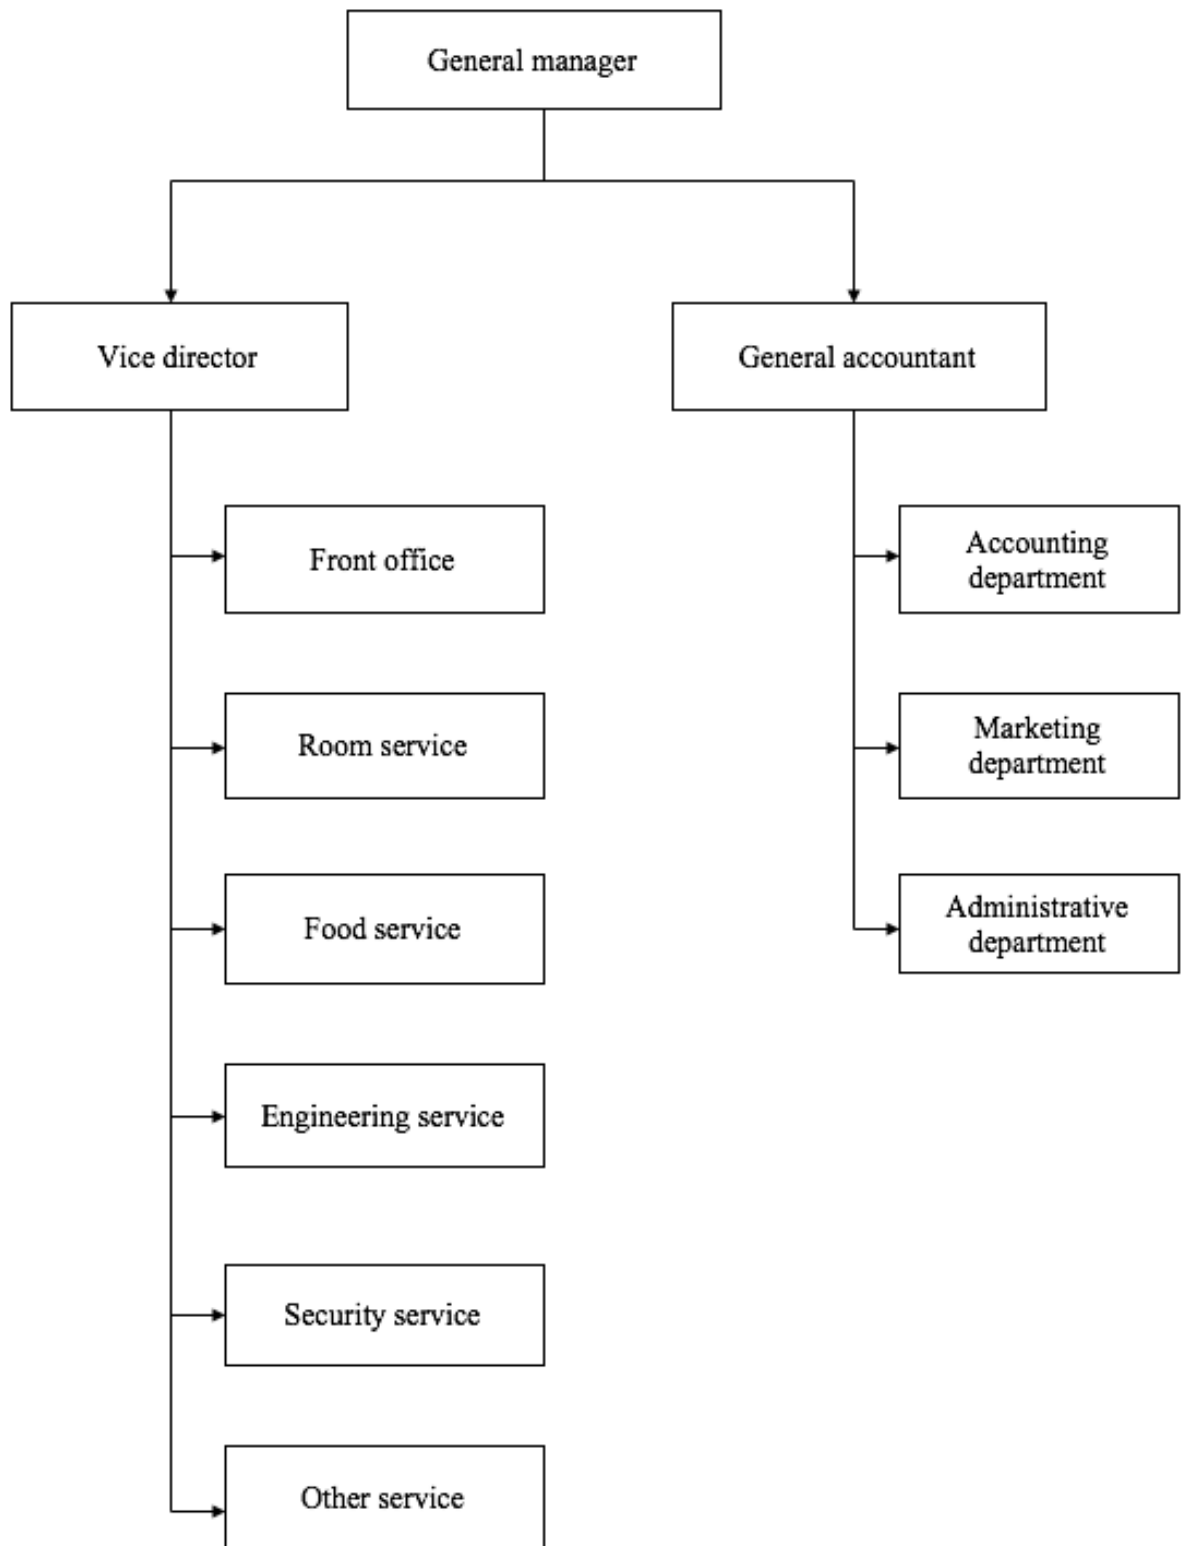 General manager
Vice director
General accountant
Front office
Room service
Food service
Engineering service
Security service
Other service
Accounting
department
Marketing
department
Administrative
department